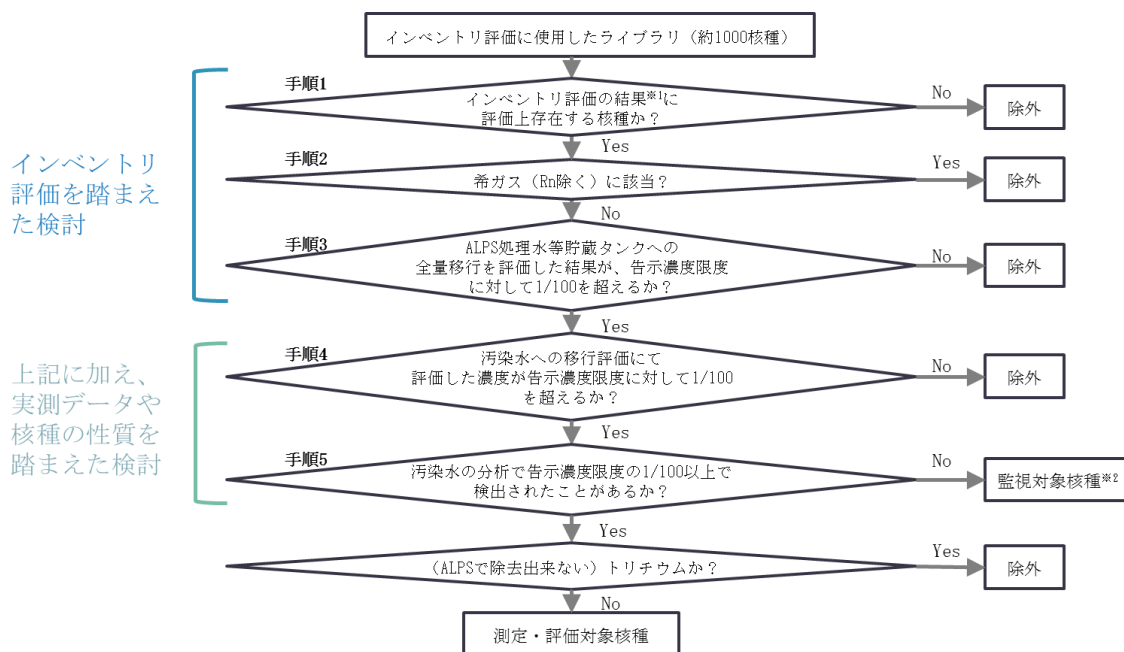 インベントリ評価に使用したライブラリ（約1000核種）
手順1
インベントリ評価の結果※1に
評価上存在する核種か？
No
除外
Yes
手順2
希ガス（Rn除く）に該当？
Yes
除外
No
インベントリ
評価を踏まえ
た検討
手順3
ALPS処理水等貯蔵タンクへの
全量移行を評価した結果が、告示濃度限度
に対して1/100を超えるか？
No
除外
Yes
手順4
汚染水への移行評価にて
評価した濃度が告示濃度限度に対して1/100
を超えるか？
No
除外
Yes
上記に加え、
実測データや
核種の性質を
踏まえた検討
手順5
汚染水の分析で告示濃度限度の1/100以上で
検出されたことがあるか？
No
監視対象核種※2
Yes
（ALPSで除去出来ない）トリチウムか？
Yes
除外
No
測定・評価対象核種